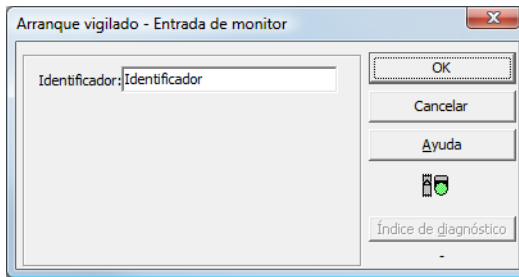 Arranque vigilado - Entrada de monitor
Identificador: Identificador
OK
Cancelar
Ayuda
Índice de diagnóstico
-